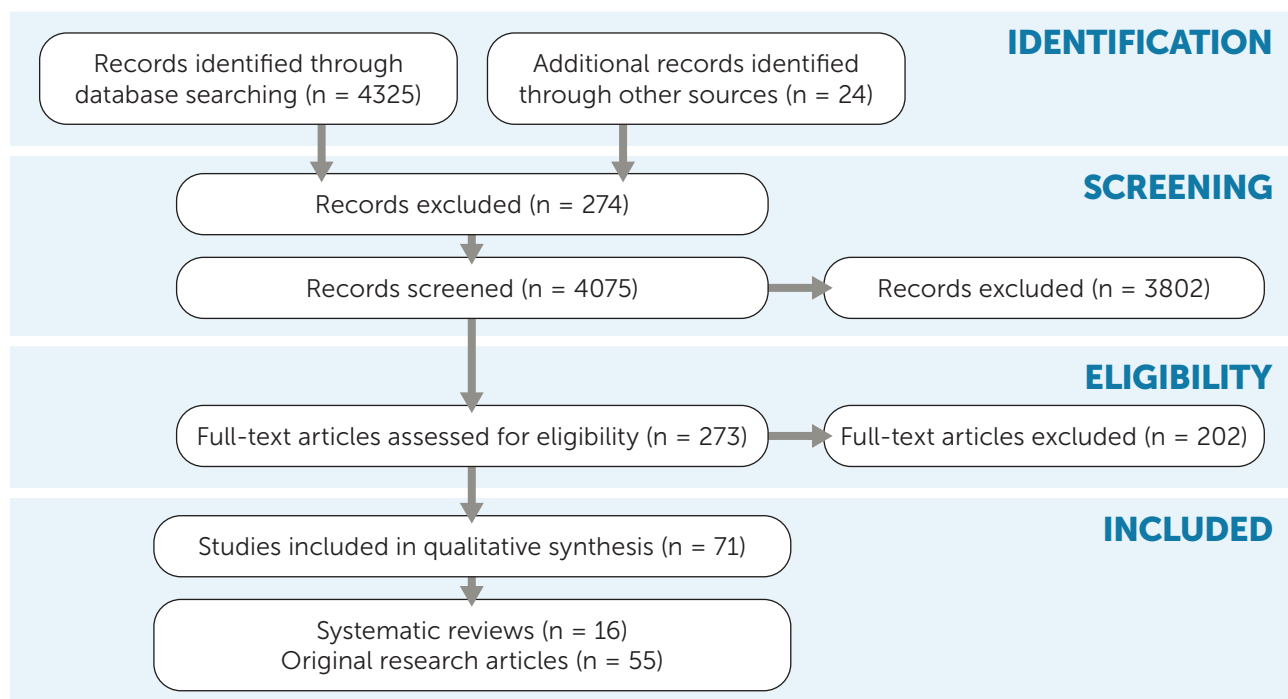 IDENTIFICATION
Records identified through
database searching (n = 4325)
Additional records identified
through other sources (n = 24)
SCREENING
Records excluded (n = 274)
Records screened (n = 4075)
Records excluded (n = 3802)
ELIGIBILITY
Full-text articles assessed for eligibility (n = 273)
Full-text articles excluded (n = 202)
INCLUDED
Studies included in qualitative synthesis (n = 71)
Systematic reviews (n = 16)
Original research articles (n = 55)